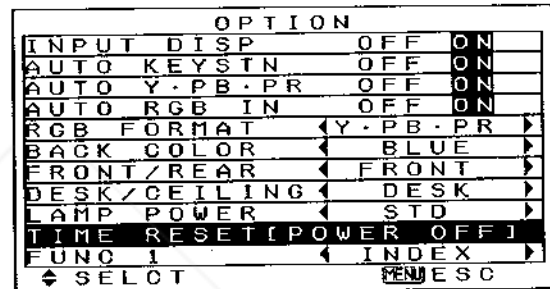 OPTION
INPUT DISP OFF ON
AUTO KEYSTN OFF ON
AUTO Y·PB·PR OFF ON
AUTO RGB IN OFF ON
RGB FORMAT ◀ Y·PB·PR ▶
BACK COLOR ◀ BLUE ▶
FRONT/REAR ◀ FRONT ▶
DESK/CEILING ◀ DESK ▶
LAMP POWER ◀ STD ▶
TIME RESET[POWER OFF]
FUNC 1 ◀ INDEX ▶
SELCT MENU ESC